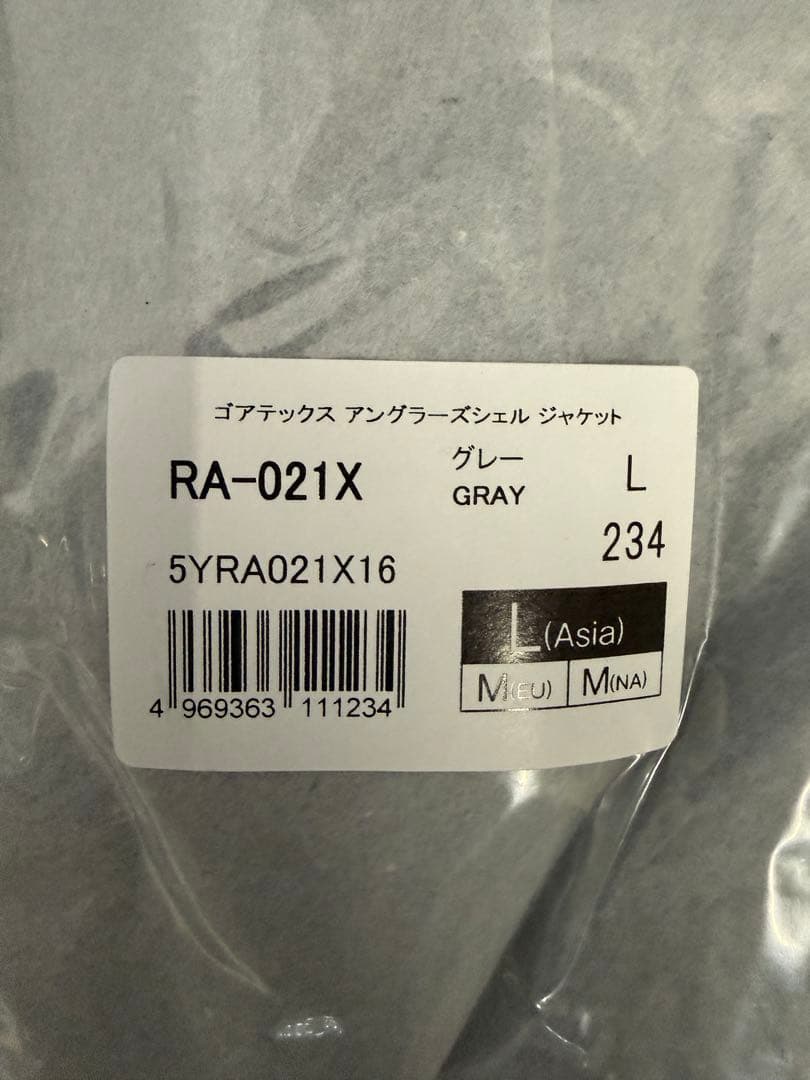 ゴアテックス アングラーズシェル ジャケット
RA-021X
グレー
GRAY
L
234
5YRA021X16
4 969363 111234
L(Asia)
M(EU) M(NA)